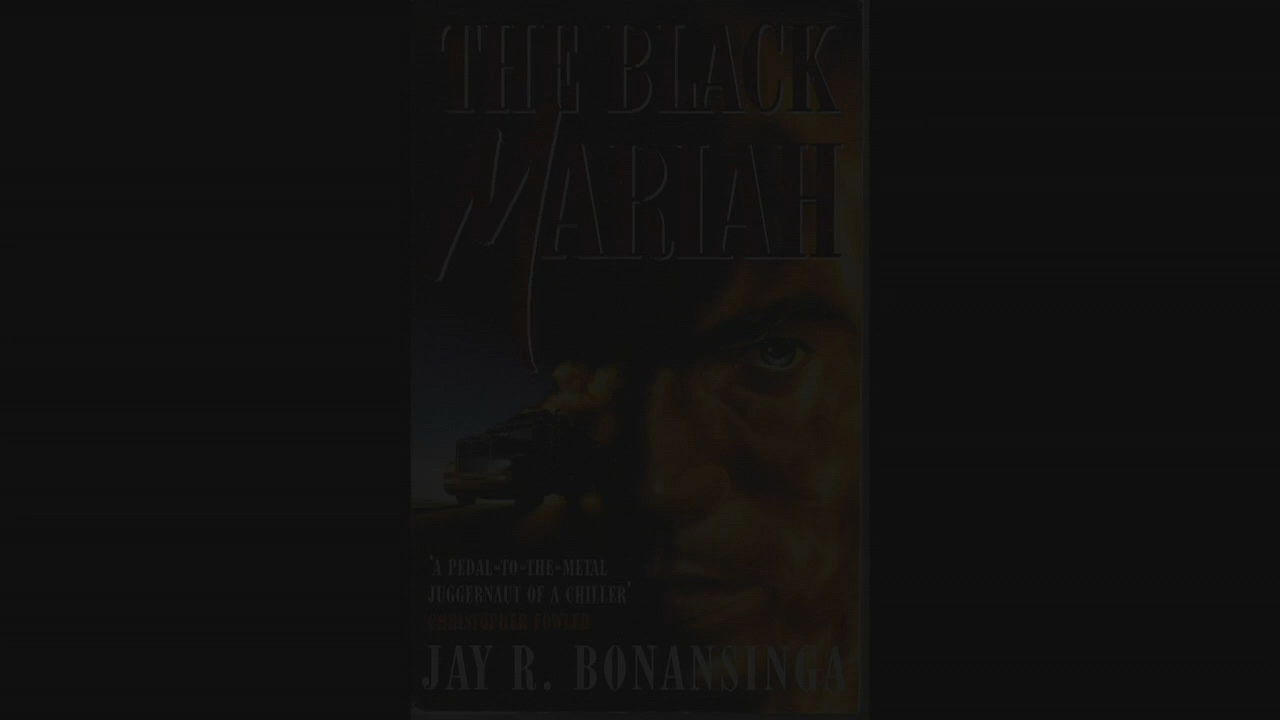 THE BLACK
MARIAH
'A PEDAL-TO-THE-METAL
JUGGERNAUT OF A CHILLER'
CHRISTOPHER FOWLER
JAY R. BONANSINGA